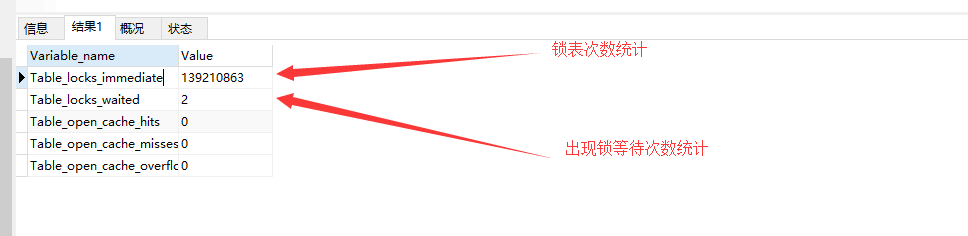 信息 结果1 概况 状态
Variable_name Value
Table_locks_immediate 139210863
Table_locks_waited 2
Table_open_cache_hits 0
Table_open_cache_misses 0
Table_open_cache_overflc 0
锁表次数统计
出现锁等待次数统计